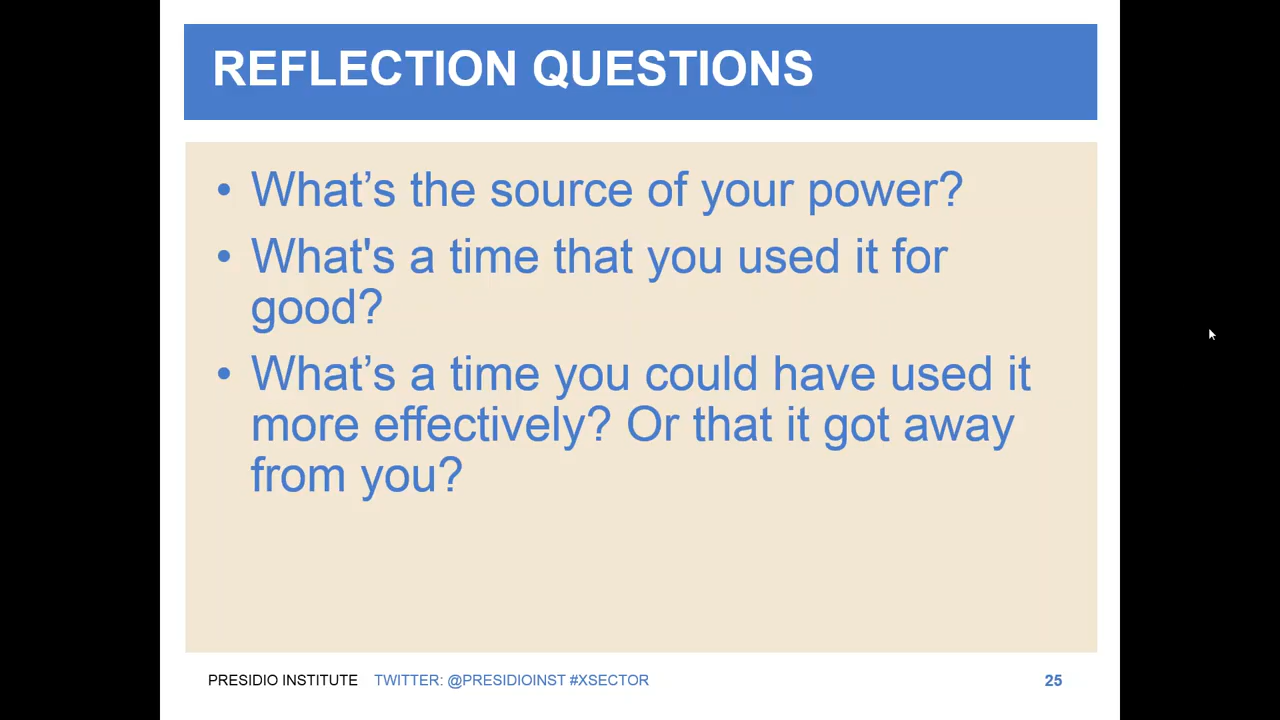 REFLECTION QUESTIONS
• What’s the source of your power?
• What's a time that you used it for
good?
• What’s a time you could have used it
more effectively? Or that it got away
from you?
PRESIDIO INSTITUTE TWITTER: @PRESIDIOINST #XSECTOR 25